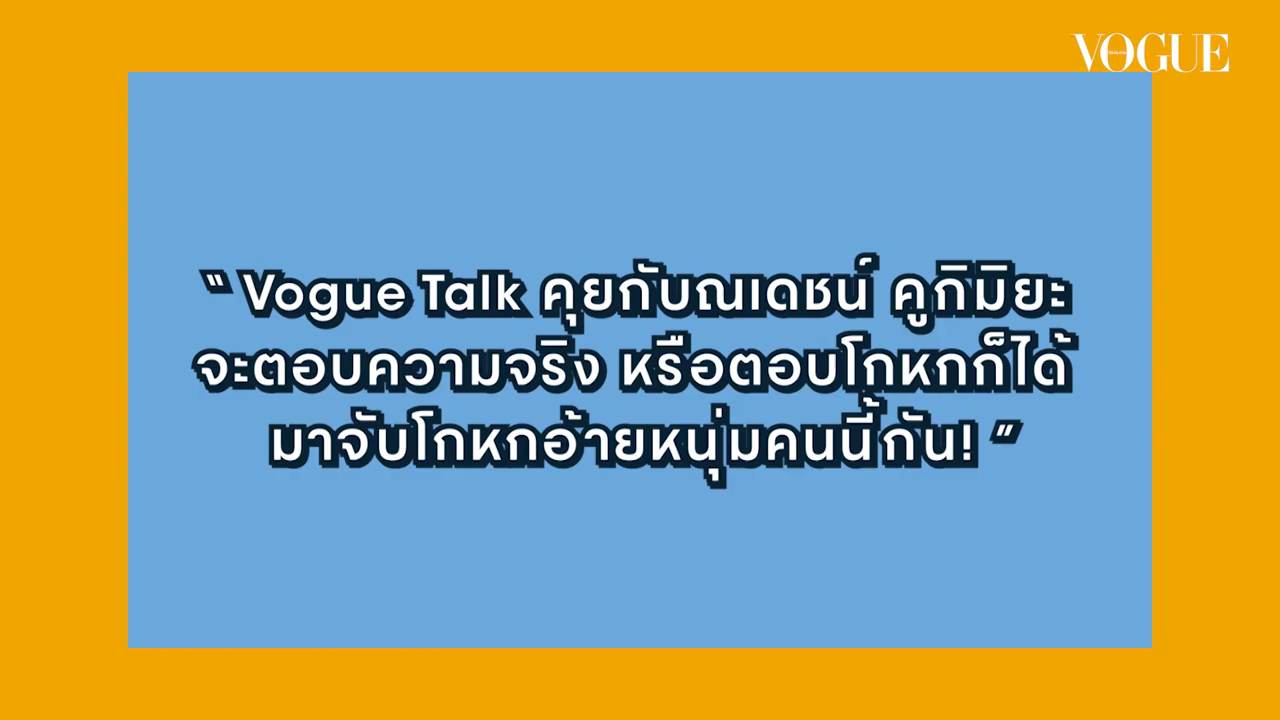 VOGUE
“ Vogue Talk คุยกับณเดชน์ คูกิมิยะ
จะตอบความจริง หรือตอบโกหกก็ได้
มาจับโกหกอ้ายหนุ่มคนนี้กัน! ”